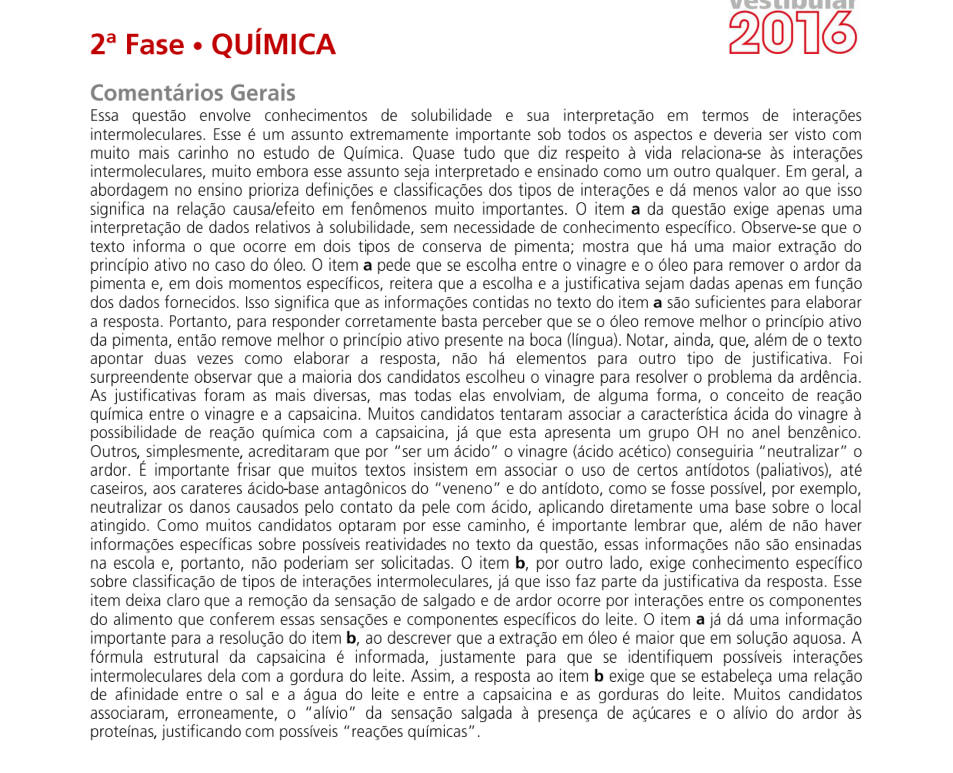 vestibular
2016
2ª Fase • QUÍMICA
Comentários Gerais
Essa questão envolve conhecimentos de solubilidade e sua interpretação em termos de interações
intermoleculares. Esse é um assunto extremamente importante sob todos os aspectos e deveria ser visto com
muito mais carinho no estudo de Química. Quase tudo que diz respeito à vida relaciona-se às interações
intermoleculares, muito embora esse assunto seja interpretado e ensinado como um outro qualquer. Em geral, a
abordagem no ensino prioriza definições e classificações dos tipos de interações e dá menos valor ao que isso
significa na relação causa/efeito em fenômenos muito importantes. O item a da questão exige apenas uma
interpretação de dados relativos à solubilidade, sem necessidade de conhecimento específico. Observe-se que o
texto informa o que ocorre em dois tipos de conserva de pimenta; mostra que há uma maior extração do
princípio ativo no caso do óleo. O item a pede que se escolha entre o vinagre e o óleo para remover o ardor da
pimenta e, em dois momentos específicos, reitera que a escolha e a justificativa sejam dadas apenas em função
dos dados fornecidos. Isso significa que as informações contidas no texto do item a são suficientes para elaborar
a resposta. Portanto, para responder corretamente basta perceber que se o óleo remove melhor o princípio ativo
da pimenta, então remove melhor o princípio ativo presente na boca (língua). Notar, ainda, que, além de o texto
apontar duas vezes como elaborar a resposta, não há elementos para outro tipo de justificativa. Foi
surpreendente observar que a maioria dos candidatos escolheu o vinagre para resolver o problema da ardência.
As justificativas foram as mais diversas, mas todas elas envolviam, de alguma forma, o conceito de reação
química entre o vinagre e a capsaicina. Muitos candidatos tentaram associar a característica ácida do vinagre à
possibilidade de reação química com a capsaicina, já que esta apresenta um grupo OH no anel benzênico.
Outros, simplesmente, acreditaram que por “ser um ácido” o vinagre (ácido acético) conseguiria “neutralizar” o
ardor. É importante frisar que muitos textos insistem em associar o uso de certos antídotos (paliativos), até
caseiros, aos carateres ácido-base antagônicos do “veneno” e do antídoto, como se fosse possível, por exemplo,
neutralizar os danos causados pelo contato da pele com ácido, aplicando diretamente uma base sobre o local
atingido. Como muitos candidatos optaram por esse caminho, é importante lembrar que, além de não haver
informações específicas sobre possíveis reatividades no texto da questão, essas informações não são ensinadas
na escola e, portanto, não poderiam ser solicitadas. O item b, por outro lado, exige conhecimento específico
sobre classificação de tipos de interações intermoleculares, já que isso faz parte da justificativa da resposta. Esse
item deixa claro que a remoção da sensação de salgado e de ardor ocorre por interações entre os componentes
do alimento que conferem essas sensações e componentes específicos do leite. O item a já dá uma informação
importante para a resolução do item b, ao descrever que a extração em óleo é maior que em solução aquosa. A
fórmula estrutural da capsaicina é informada, justamente para que se identifiquem possíveis interações
intermoleculares dela com a gordura do leite. Assim, a resposta ao item b exige que se estabeleça uma relação
de afinidade entre o sal e a água do leite e entre a capsaicina e as gorduras do leite. Muitos candidatos
associaram, erroneamente, o “alívio” da sensação salgada à presença de açúcares e o alívio do ardor às
proteínas, justificando com possíveis “reações químicas”.